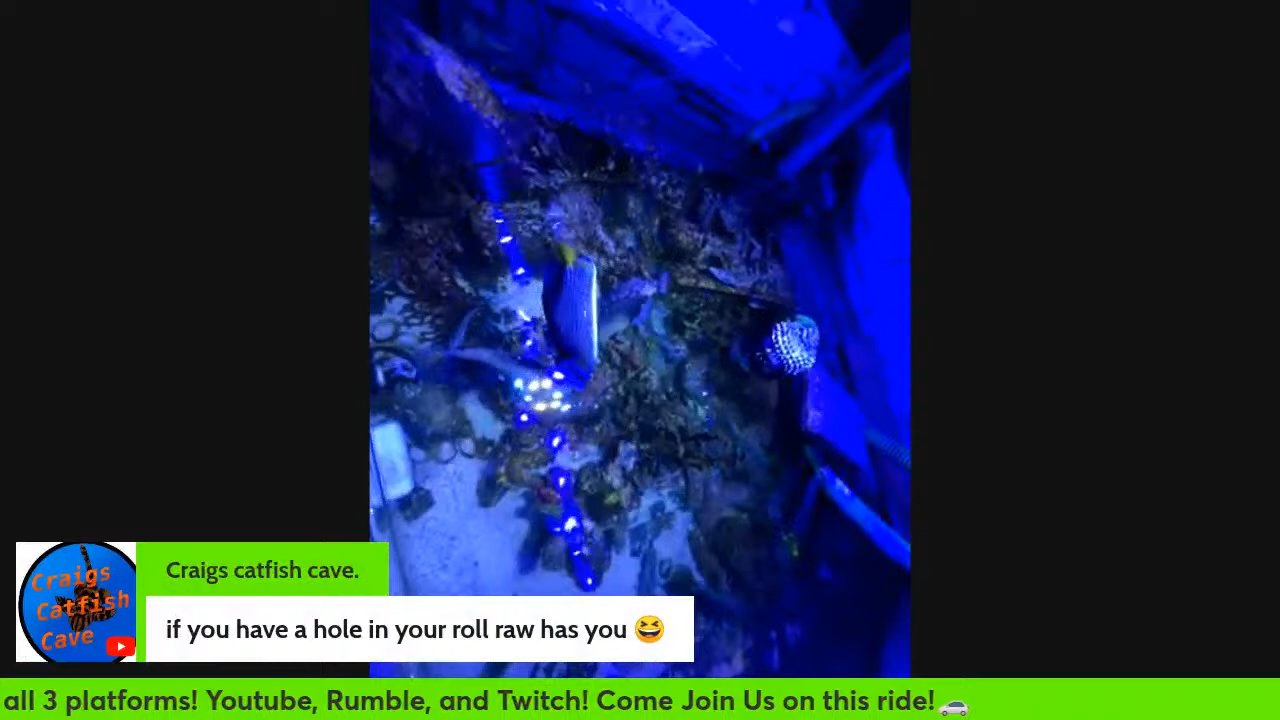 Craigs catfish cave.
Craigs
Catfish
Cave
if you have a hole in your roll raw has you 😆
all 3 platforms! Youtube, Rumble, and Twitch! Come Join Us on this ride!🚗